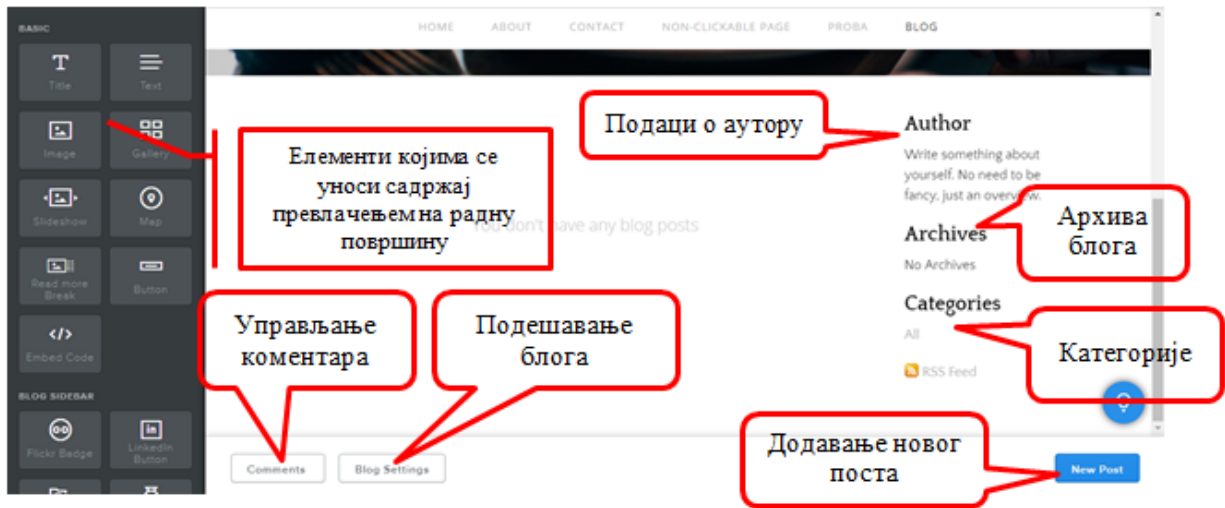 BASIC
HOME ABOUT CONTACT NON-CLICKABLE PAGE PROBA BLOG
Title Text
Image Gallery
Slideshow Map
Read more
Break
Button
Embed Code
BLOG SIDEBAR
Flickr Badge
LinkedIn
Button
Елементи којима се
уноси садржај
превлачењем на радну
површину
You don't have any blog posts
Подаци о аутору
Author
Write something about
yourself. No need to be
fancy, just an overview.
Архива
блога
Archives
No Archives
Categories
All
Категорије
RSS Feed
Управљање
коментара
Подешавање
блога
Додавање новог
поста
Comments Blog Settings New Post